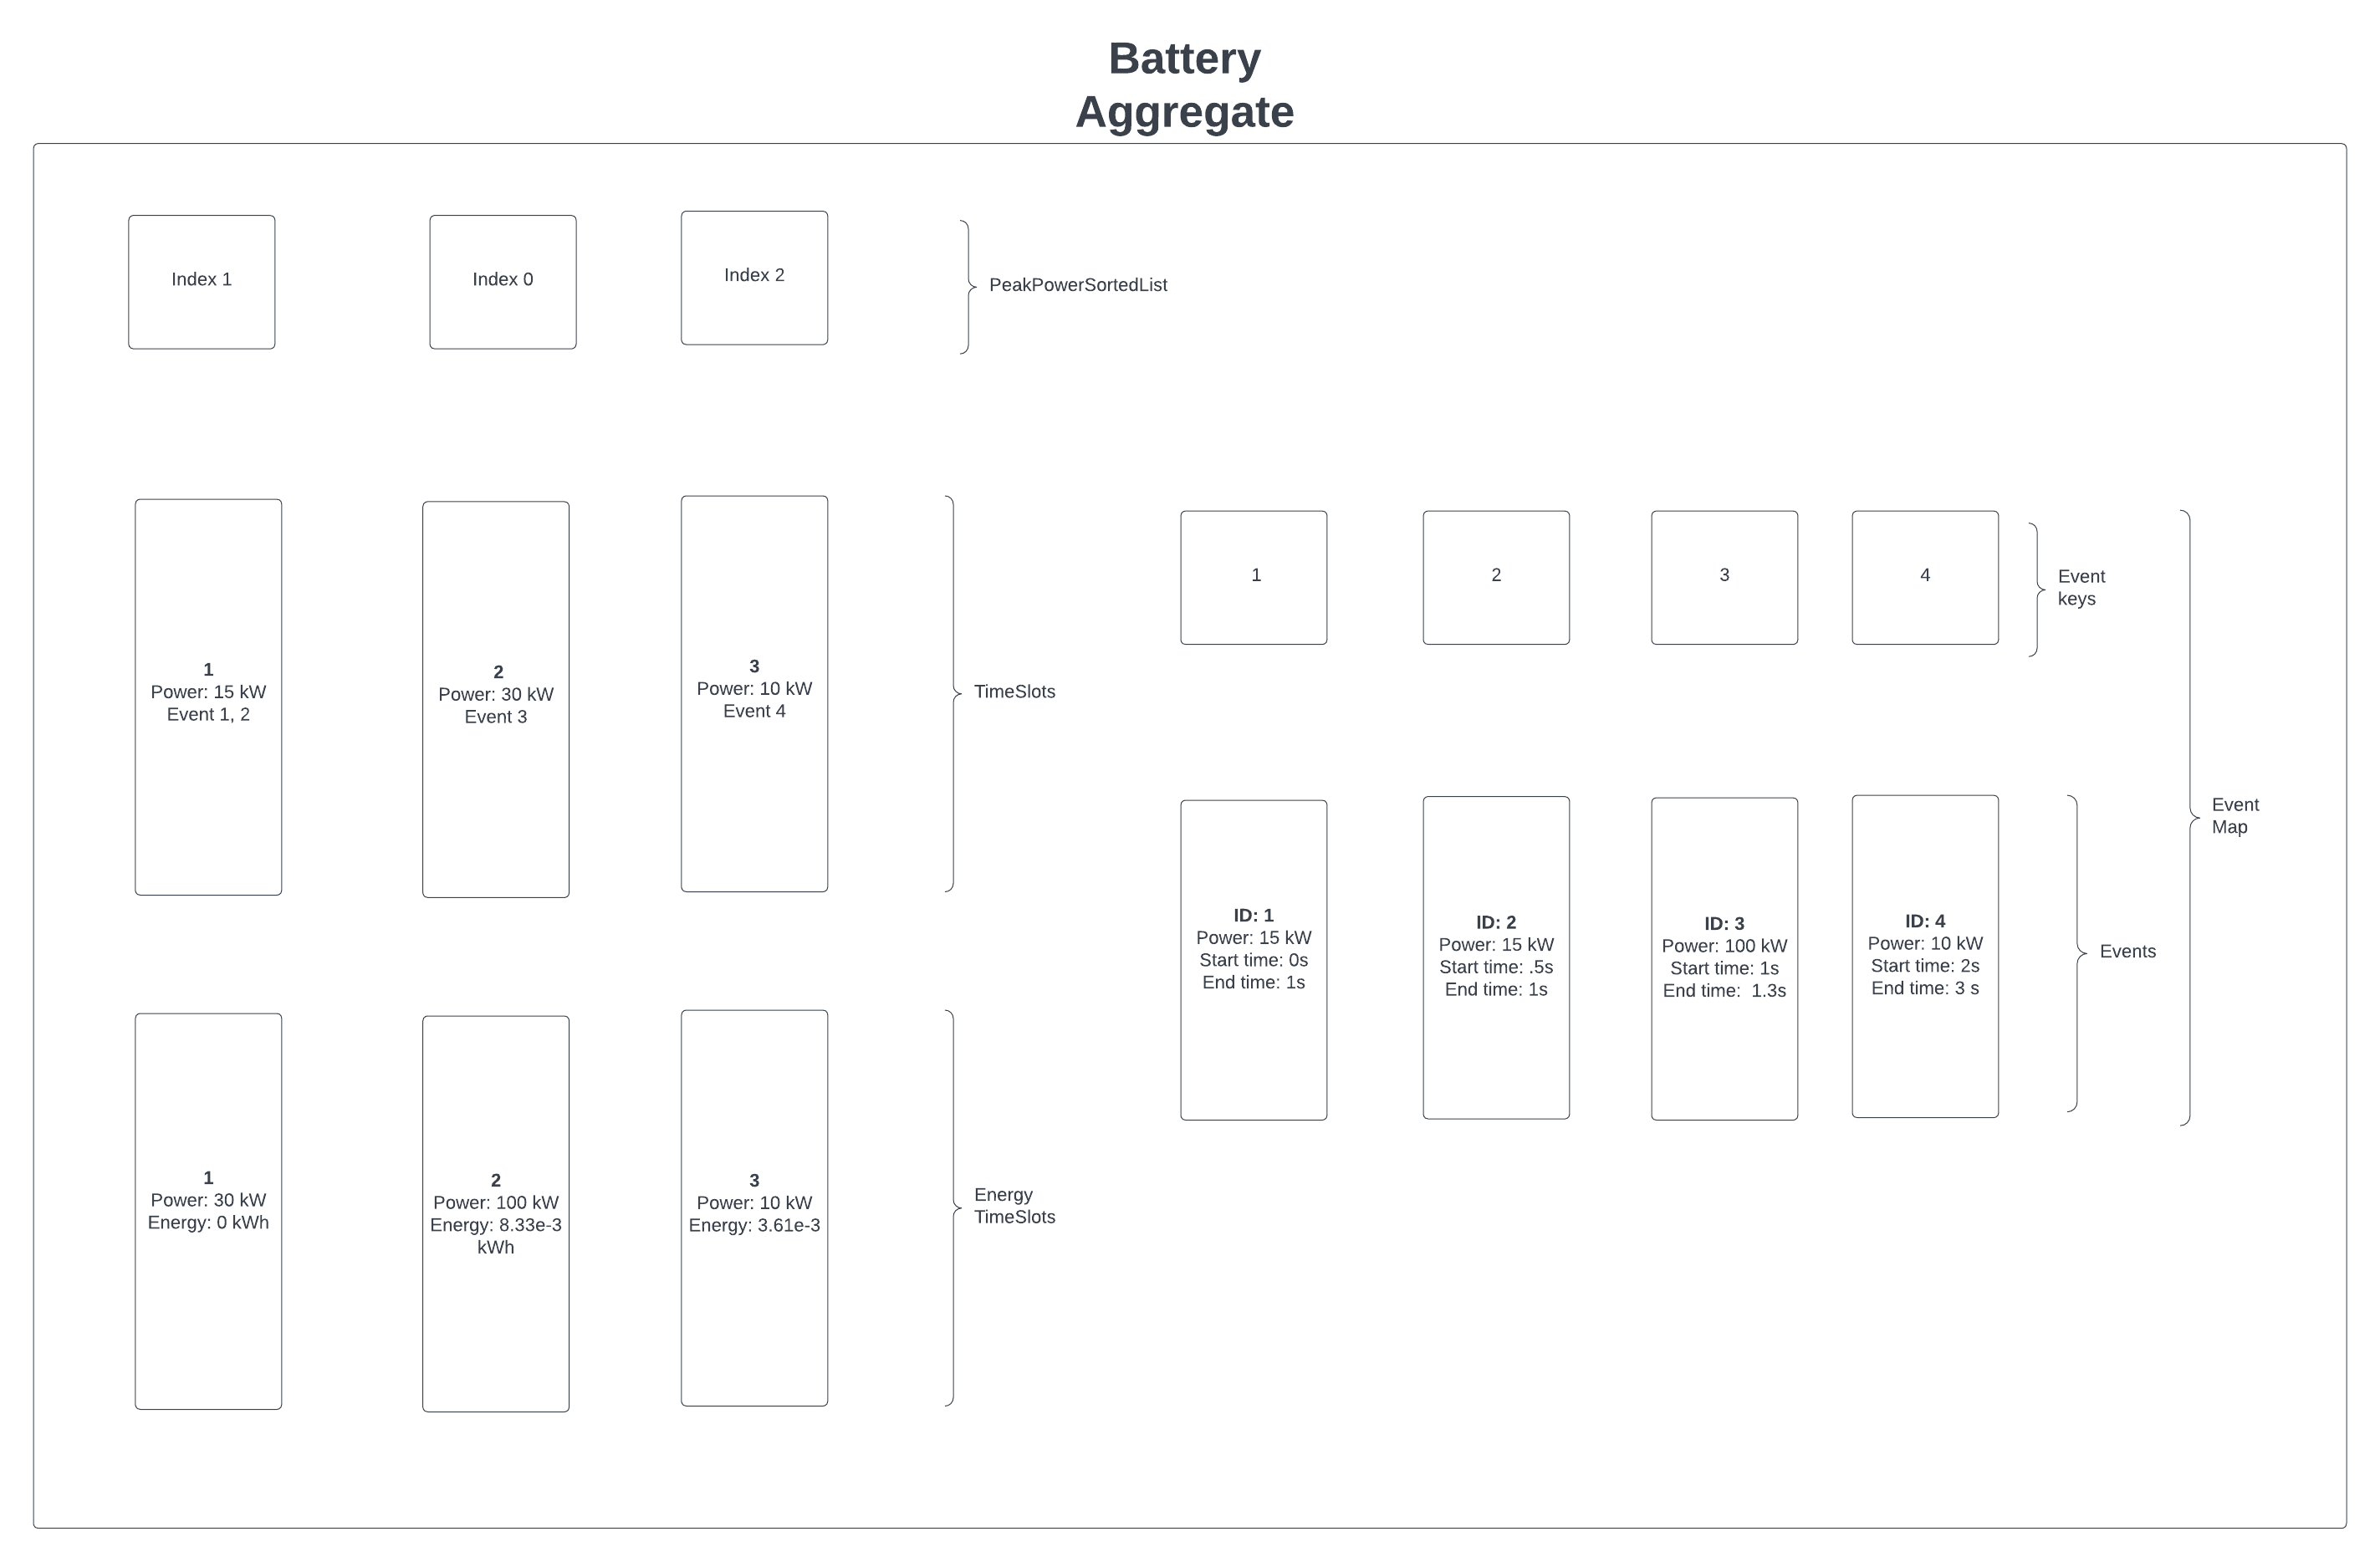 Battery
Aggregate
Index 1
Index 0
Index 2
PeakPowerSortedList
1
Power: 15 kW
Event 1, 2
2
Power: 30 kW
Event 3
3
Power: 10 kW
Event 4
TimeSlots
1
2
3
4
Event
keys
ID: 1
Power: 15 kW
Start time: 0s
End time: 1s
ID: 2
Power: 15 kW
Start time: .5s
End time: 1s
ID: 3
Power: 100 kW
Start time: 1s
End time:  1.3s
ID: 4
Power: 10 kW
Start time: 2s
End time: 3 s
Events
Event
Map
1
Power: 30 kW
Energy: 0 kWh
2
Power: 100 kW
Energy: 8.33e-3
kWh
3
Power: 10 kW
Energy: 3.61e-3
Energy
TimeSlots